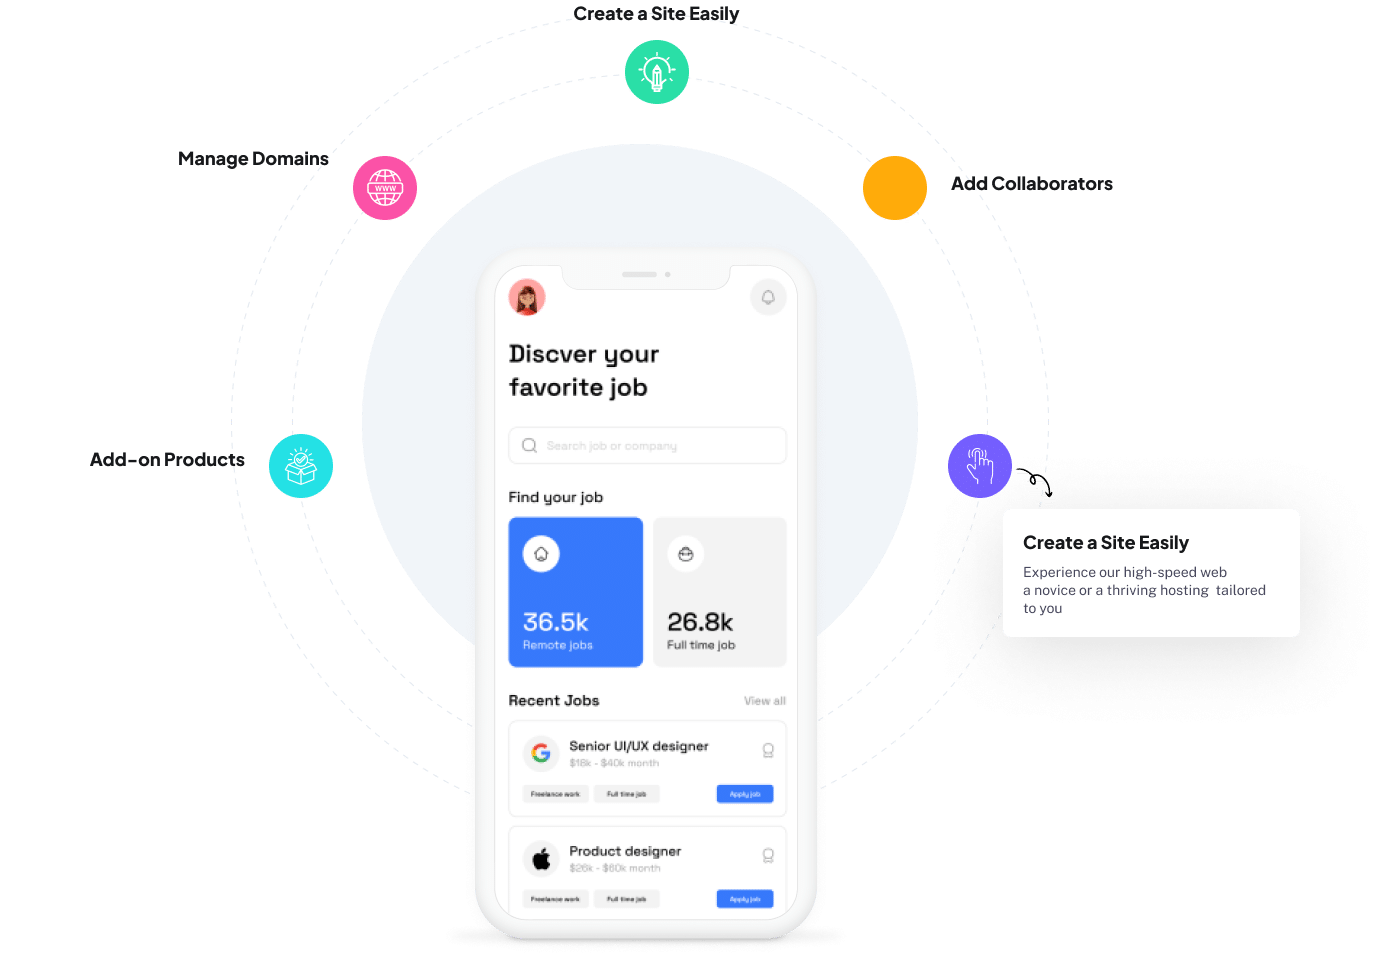 Create a Site Easily
Manage Domains
www
Add Collaborators
Discver your
favorite job
Search job or company
Add-on Products
Find your job
36.5k
Remote jobs
26.8k
Full time job
Create a Site Easily
Experience our high-speed web
a novice or a thriving hosting  tailored
to you
Recent Jobs
View all
Senior UI/UX designer
$18k - $40k month
Freelance work
Full time job
Apply job
Product designer
$26k - $60k month
Freelance work
Full time job
Apply job